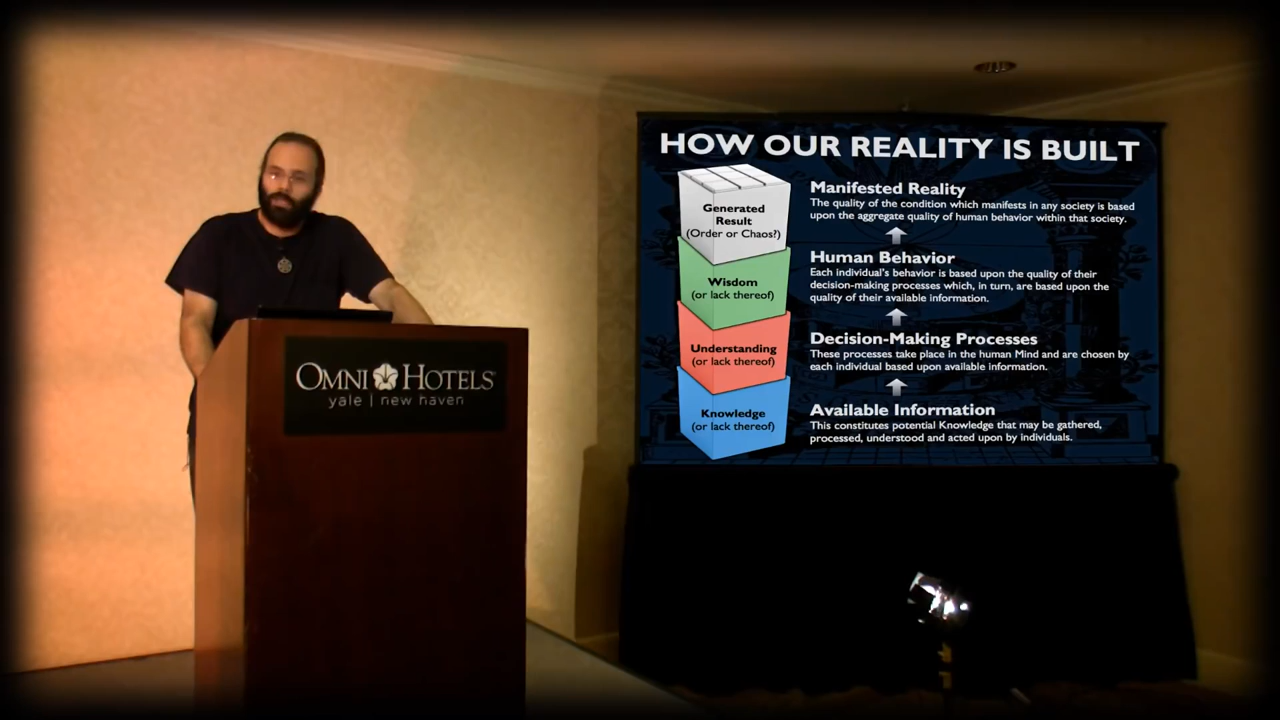 HOW OUR REALITY IS BUILT
Generated
Result
(Order or Chaos?)
Manifested Reality
The quality of the condition which manifests in any society is based
upon the aggregate quality of human behavior within that society.
Wisdom
(or lack thereof)
Human Behavior
Each individual's behavior is based upon the quality of their
decision-making processes which, in turn, are based upon the
quality of their available information.
Understanding
(or lack thereof)
Decision-Making Processes
These processes take place in the human Mind and are chosen by
each individual based upon available information.
Knowledge
(or lack thereof)
Available Information
This constitutes potential Knowledge that may be gathered,
processed, understood and acted upon by individuals.
OMNI HOTELS
yale | new haven